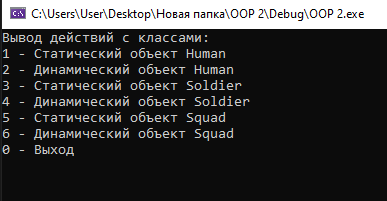 C:\Users\User\Desktop\Новая папка\OOP 2\Debug\OOP 2.exe
Вывод действий с классами:
1 - Статический объект Human
2 - Динамический объект Human
3 - Статический объект Soldier
4 - Динамический объект Soldier
5 - Статический объект Squad
6 - Динамический объект Squad
0 - Выход